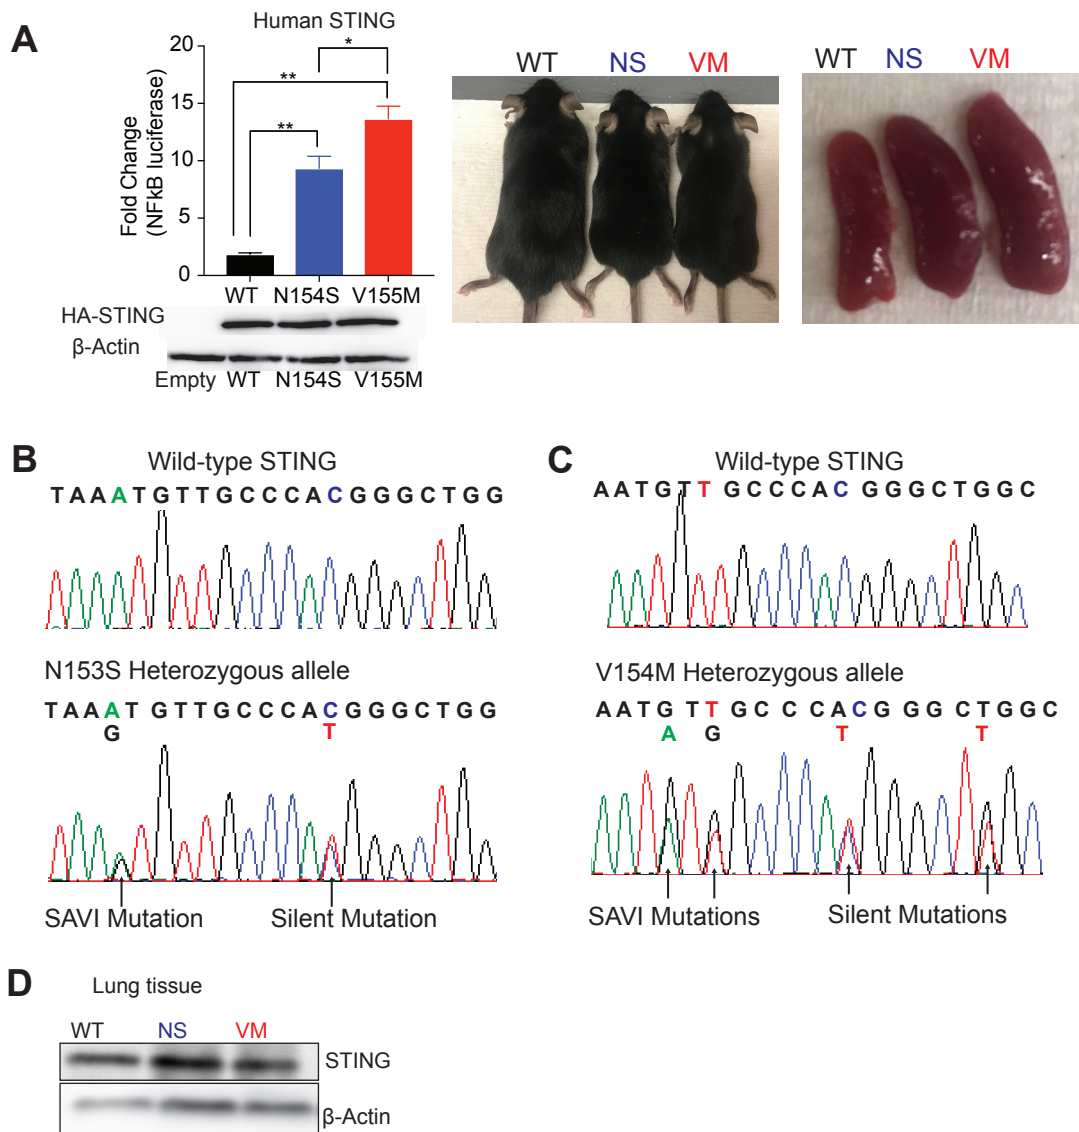 A
Human STING
Fold Change
(NFkB luciferase)
20
15
10
5
0
*
**
**
WT N154S V155M
HA-STING
β-Actin
Empty WT N154S V155M
WT NS VM
WT NS VM
B
Wild-type STING
TAAATGTTGCCCACGGGCTGG
N153S Heterozygous allele
TAAATGTTGCCCACGGGCTGG
G T
SAVI Mutation Silent Mutation
C
Wild-type STING
AATGTTGCCCACGGGCTGGC
V154M Heterozygous allele
AATGTTGCCCACGGGCTGGC
A G T T
SAVI Mutations Silent Mutations
D
Lung tissue
WT NS VM
STING
β-Actin